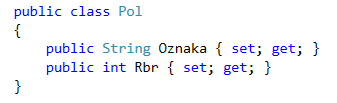 public class Pol
{
    public String Oznaka { set; get; }
    public int Rbr { set; get; }
}